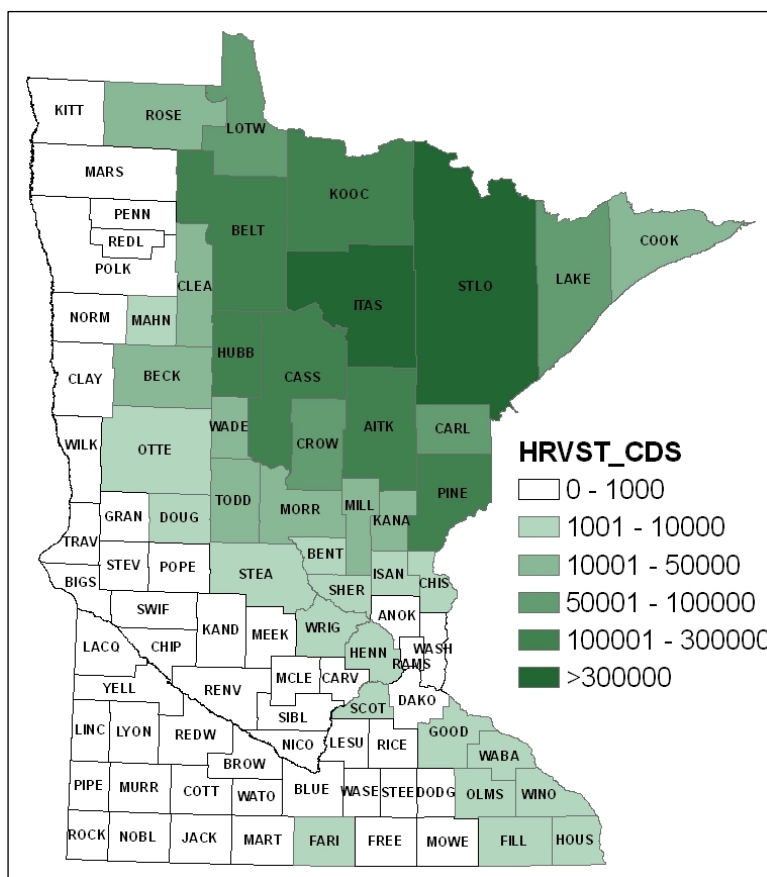 KITT
ROSE
LOTW
MARS
KOOC
PENN
BELT
REDL
COOK
POLK
CLEA
ITAS
STLO
LAKE
NORM
MAHN
HUBB
CLAY
BECK
CASS
WADE
AITK
CARL
WILK
OTTE
CROW
HRVST_CDS
0 - 1000
1001 - 10000
10001 - 50000
50001 - 100000
100001 - 300000
>300000
TODD
MILL
PINE
GRAN
DOUG
MORR
KANA
TRAV
BENT
STEV
POPE
STEA
ISAN
CHIS
BIGS
SHER
SWIF
ANOK
LACQ
CHIP
KAND
MEEK
WRIG
HENN
WASH
RAMS
YELL
RENV
MCLE
CARV
DAKO
SCOT
LINC
LYON
REDW
SIBL
GOOD
NICO
LESU
RICE
WABA
BROW
PIPE
MURR
COTT
WATO
BLUE
WASE
STEE
DODG
OLMS
WINO
ROCK
NOBL
JACK
MART
FARI
FREE
MOWE
FILL
HOUS